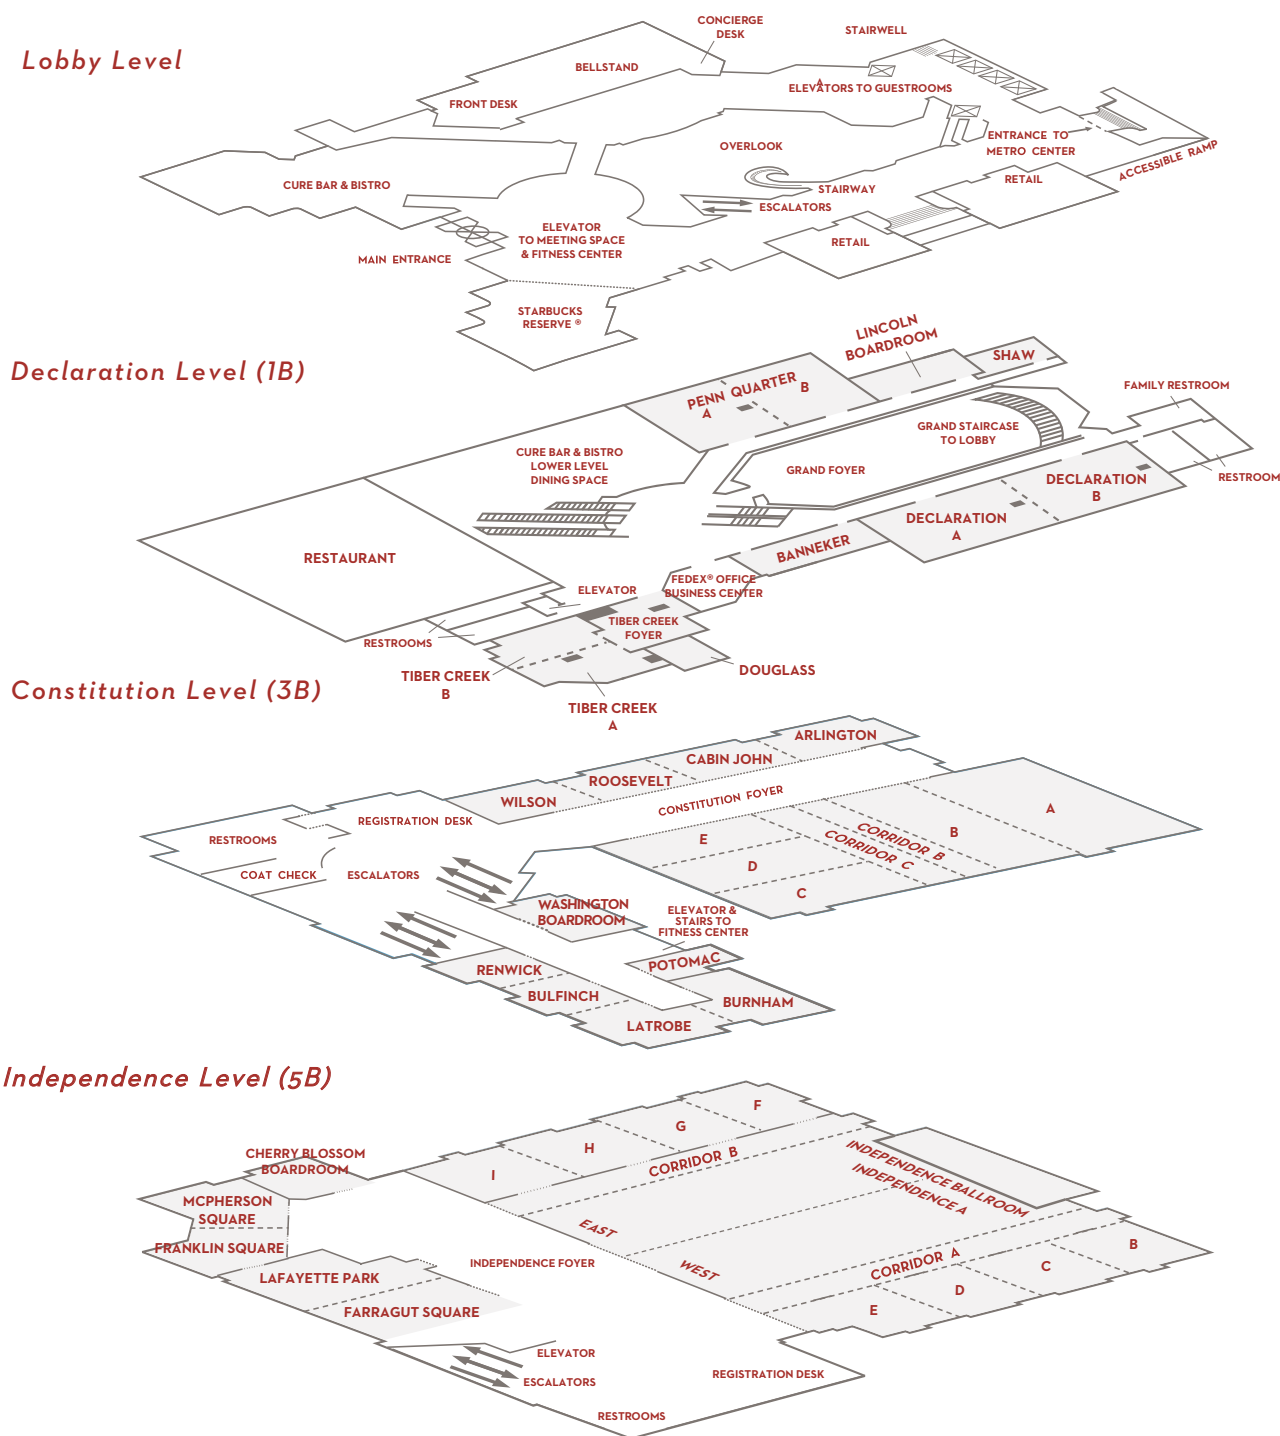 Lobby Level
CONCIERGE
DESK
STAIRWELL
BELLSTAND
A
ELEVATORS TO GUESTROOMS
FRONT DESK
ENTRANCE TO
METRO CENTER
OVERLOOK
ACCESSIBLE RAMP
RETAIL
CURE BAR & BISTRO
STAIRWAY
ESCALATORS
ELEVATOR
TO MEETING SPACE
& FITNESS CENTER
RETAIL
MAIN ENTRANCE
STARBUCKS
RESERVE ®
Declaration Level (1B)
LINCOLN
BOARDROOM
SHAW
FAMILY RESTROOM
PENN QUARTER
A
B
GRAND STAIRCASE
TO LOBBY
CURE BAR & BISTRO
LOWER LEVEL
DINING SPACE
GRAND FOYER
RESTROOM
DECLARATION
B
DECLARATION
A
RESTAURANT
BANNEKER
FEDEX® OFFICE
BUSINESS CENTER
ELEVATOR
TIBER CREEK
FOYER
RESTROOMS
DOUGLASS
TIBER CREEK
B
TIBER CREEK
A
Constitution Level (3B)
ARLINGTON
CABIN JOHN
ROOSEVELT
WILSON
CONSTITUTION FOYER
A
REGISTRATION DESK
RESTROOMS
E
CORRIDOR B
B
CORRIDOR C
D
COAT CHECK
ESCALATORS
C
WASHINGTON
BOARDROOM
ELEVATOR &
STAIRS TO
FITNESS CENTER
RENWICK
POTOMAC
BULFINCH
BURNHAM
LATROBE
Independence Level (5B)
F
G
H
CHERRY BLOSSOM
BOARDROOM
I
CORRIDOR B
INDEPENDENCE BALLROOM
INDEPENDENCE A
MCPHERSON
SQUARE
EAST
FRANKLIN SQUARE
B
INDEPENDENCE FOYER
WEST
CORRIDOR A
C
LAFAYETTE PARK
D
FARRAGUT SQUARE
E
ELEVATOR
REGISTRATION DESK
ESCALATORS
RESTROOMS